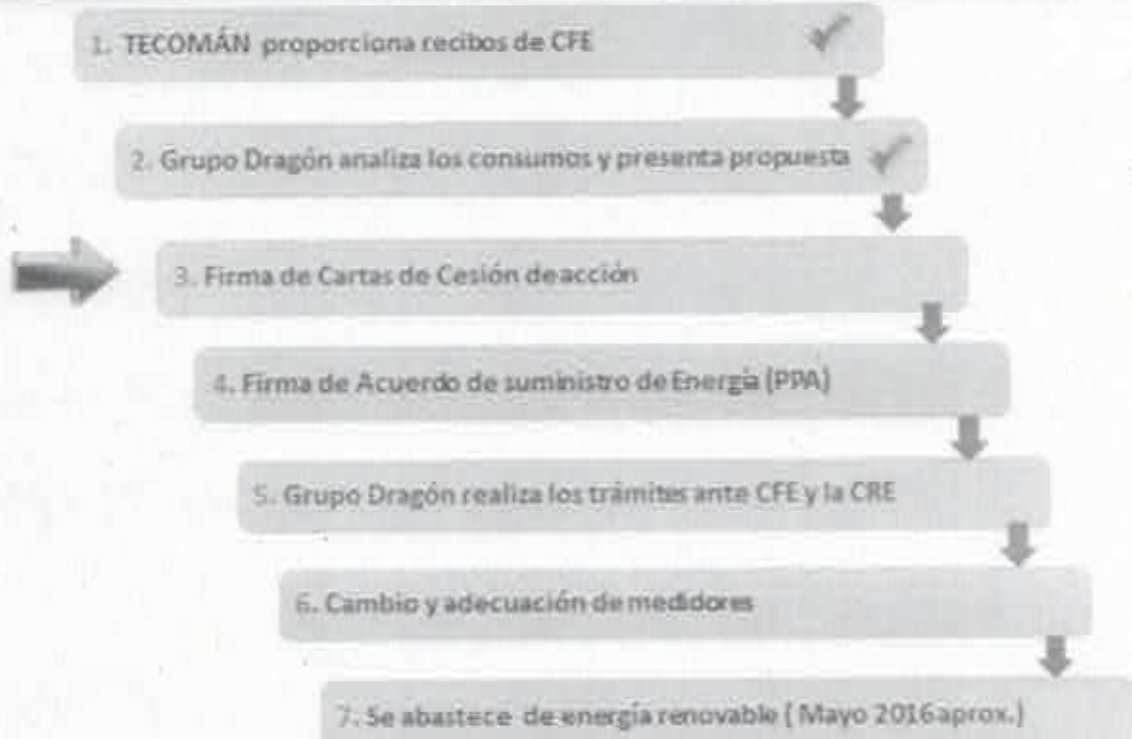 1. TECOMÁN proporciona recibos de CFE
2. Grupo Dragón analiza los consumos y presenta propuesta
3. Firma de Cartas de Cesión de acción
4. Firma de Acuerdo de suministro de Energía (PPA)
5. Grupo Dragón realiza los trámites ante CFE y la CRE
6. Cambio y adecuación de medidores
7. Se abastece de energía renovable ( Mayo 2016 aprox.)